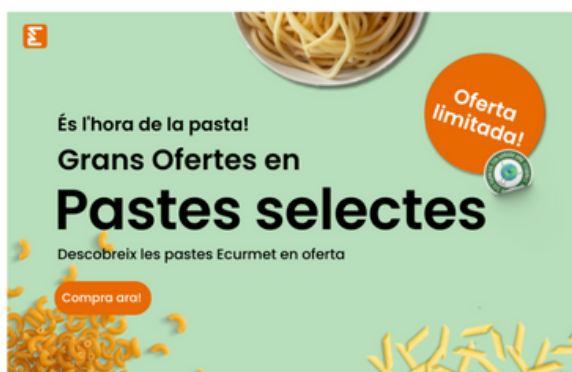 És l'hora de la pasta!
Grans Ofertes en
Pastes selectes
Descobreix les pastes Ecurmet en oferta
Compra ara!
Oferta
limitada!